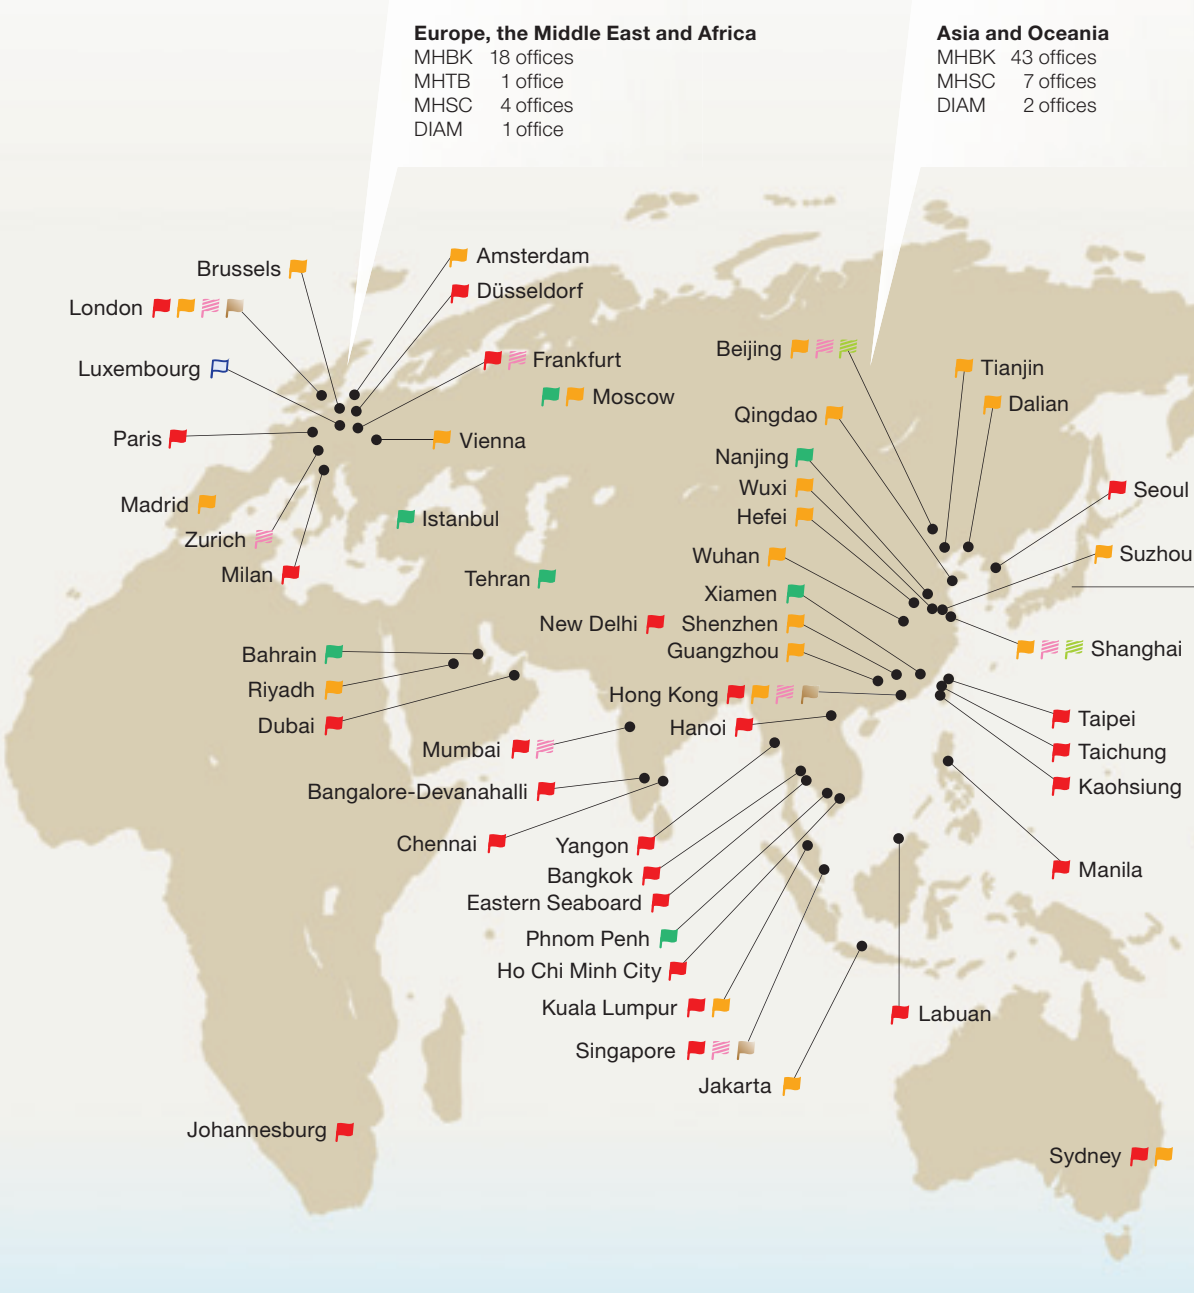 Europe, the Middle East and Africa
MHBK 18 offices
MHTB 1 office
MHSC 4 offices
DIAM 1 office
Asia and Oceania
MHBK 43 offices
MHSC 7 offices
DIAM 2 offices
Brussels
Amsterdam
London
Düsseldorf
Luxembourg
Frankfurt
Moscow
Paris
Vienna
Madrid
Istanbul
Zurich
Milan
Tehran
Bahrain
Riyadh
Dubai
Beijing
Tianjin
Qingdao
Dalian
Nanjing
Wuxi
Seoul
Hefei
Wuhan
Suzhou
Xiamen
New Delhi
Shenzhen
Guangzhou
Shanghai
Hong Kong
Hanoi
Taipei
Mumbai
Taichung
Bangalore-Devanahalli
Kaohsiung
Chennai
Yangon
Bangkok
Manila
Eastern Seaboard
Phnom Penh
Ho Chi Minh City
Kuala Lumpur
Labuan
Singapore
Jakarta
Johannesburg
Sydney